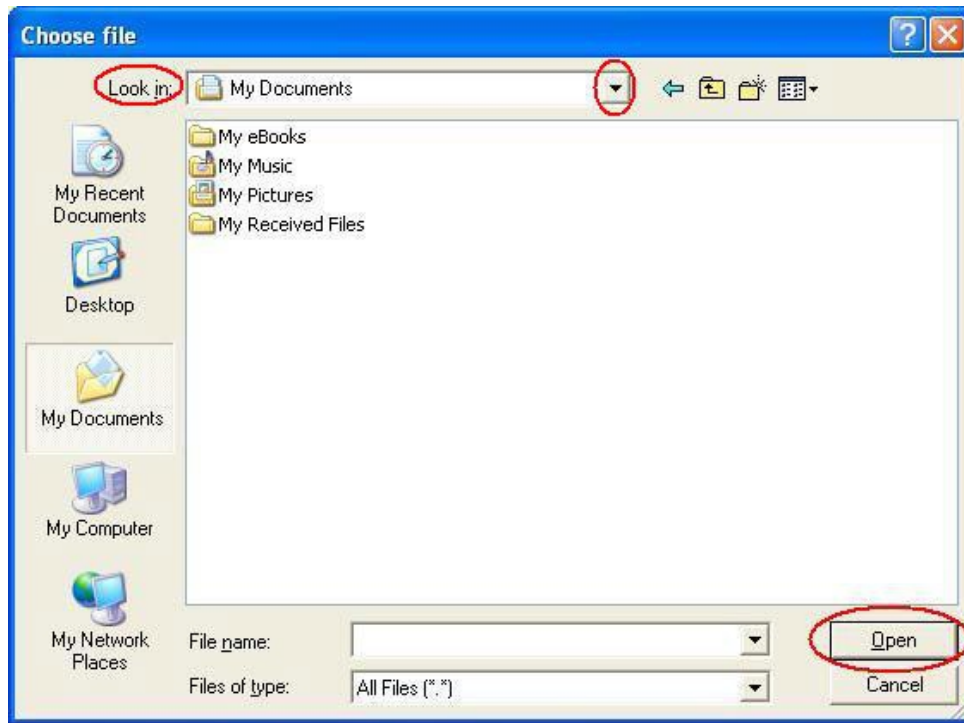 Choose file
?
X
Look in:
My Documents
My eBooks
My Music
My Pictures
My Received Files
My Recent
Documents
Desktop
My Documents
My Computer
My Network
Places
File name:
Open
Files of type:
All Files (*.*)
Cancel